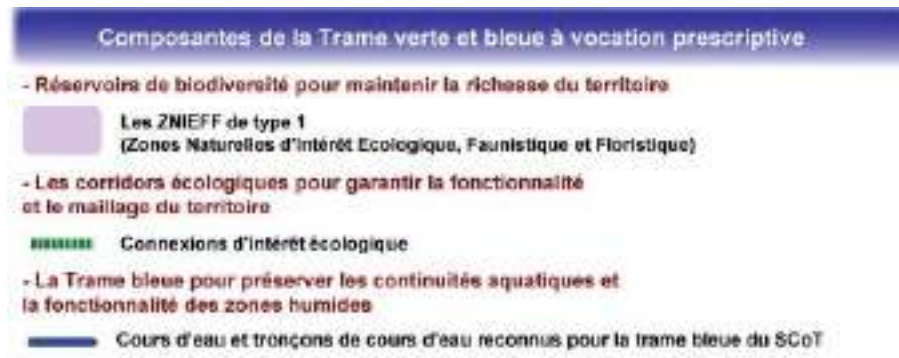 Composantes de la Trame verte et bleue à vocation prescriptive
- Réservoirs de biodiversité pour maintenir la richesse du territoire
Les ZNIEFF de type 1
(Zones Naturelles d'Intérêt Ecologique, Faunistique et Floristique)
- Les corridors écologiques pour garantir la fonctionnalité
et le maillage du territoire
Connexions d'intérêt écologique
- La Trame bleue pour préserver les continuités aquatiques et
la fonctionnalité des zones humides
Cours d'eau et tronçons de cours d'eau reconnus pour la trame bleue du SCoT